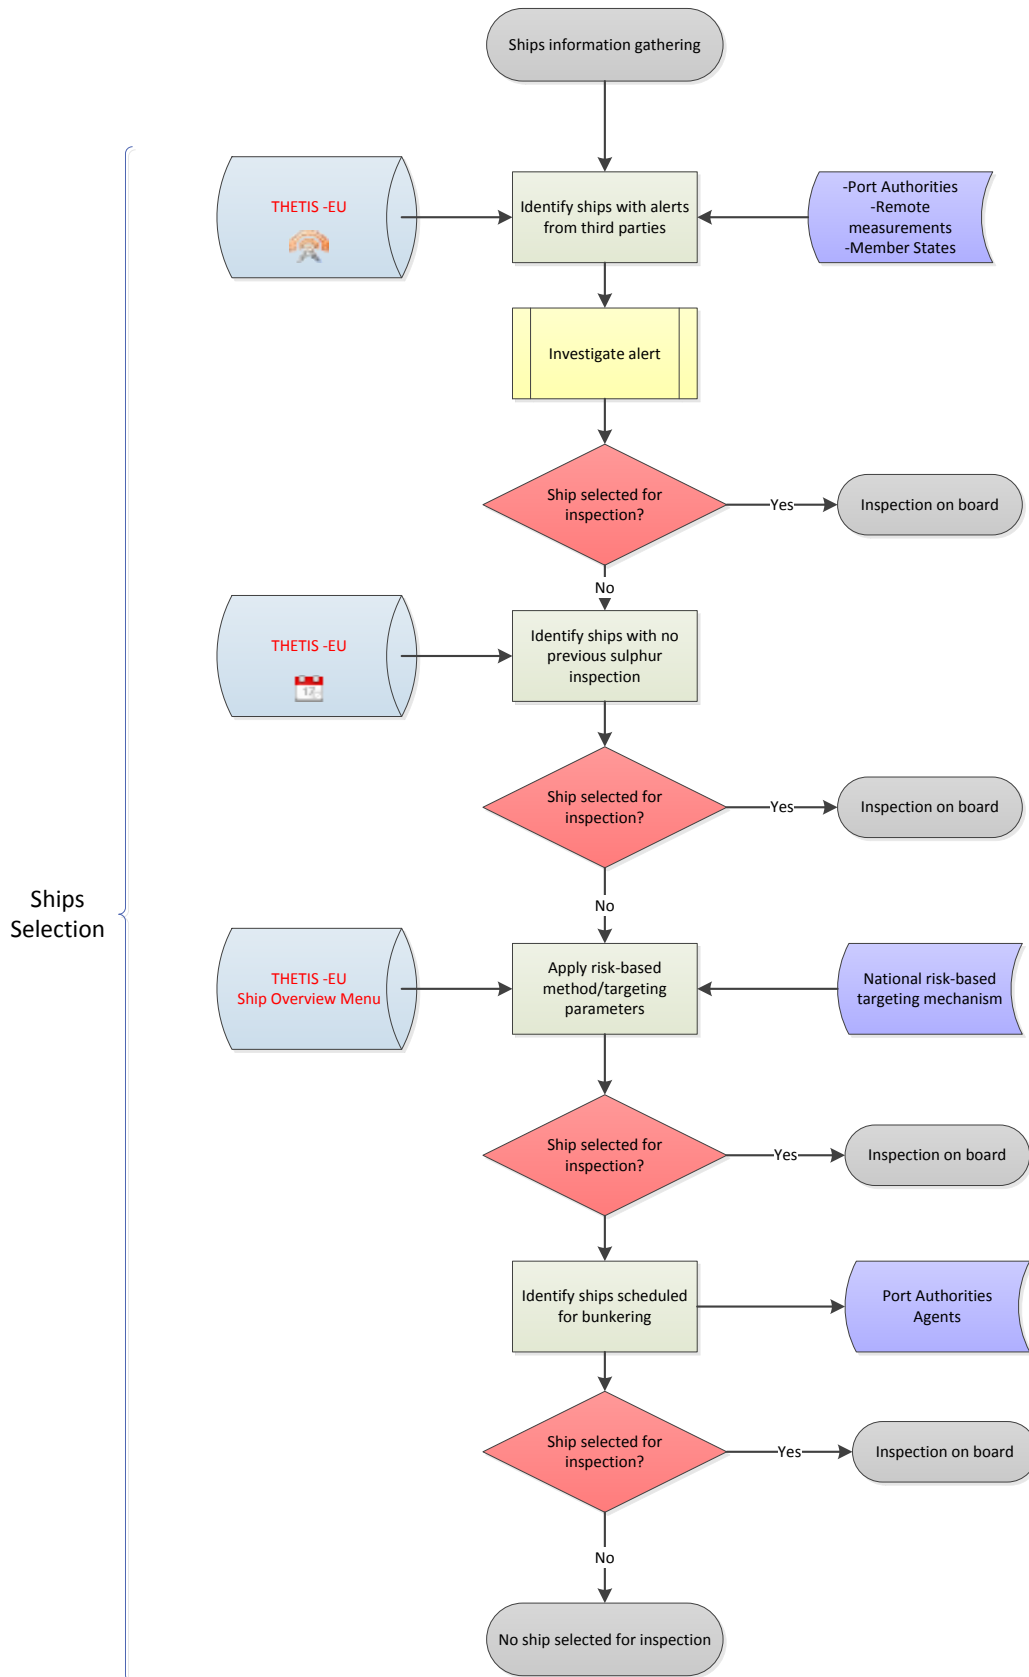 Ships information gathering
THETIS -EU
Identify ships with alerts
from third parties
-Port Authorities
-Remote
measurements
-Member States
Investigate alert
Ship selected for
inspection?
Yes
Inspection on board
No
THETIS -EU
17
Identify ships with no
previous sulphur
inspection
Ship selected for
inspection?
Yes
Inspection on board
Ships
Selection
No
THETIS -EU
Ship Overview Menu
Apply risk-based
method/targeting
parameters
National risk-based
targeting mechanism
Ship selected for
inspection?
Yes
Inspection on board
Identify ships scheduled
for bunkering
Port Authorities
Agents
Ship selected for
inspection?
Yes
Inspection on board
No
No ship selected for inspection